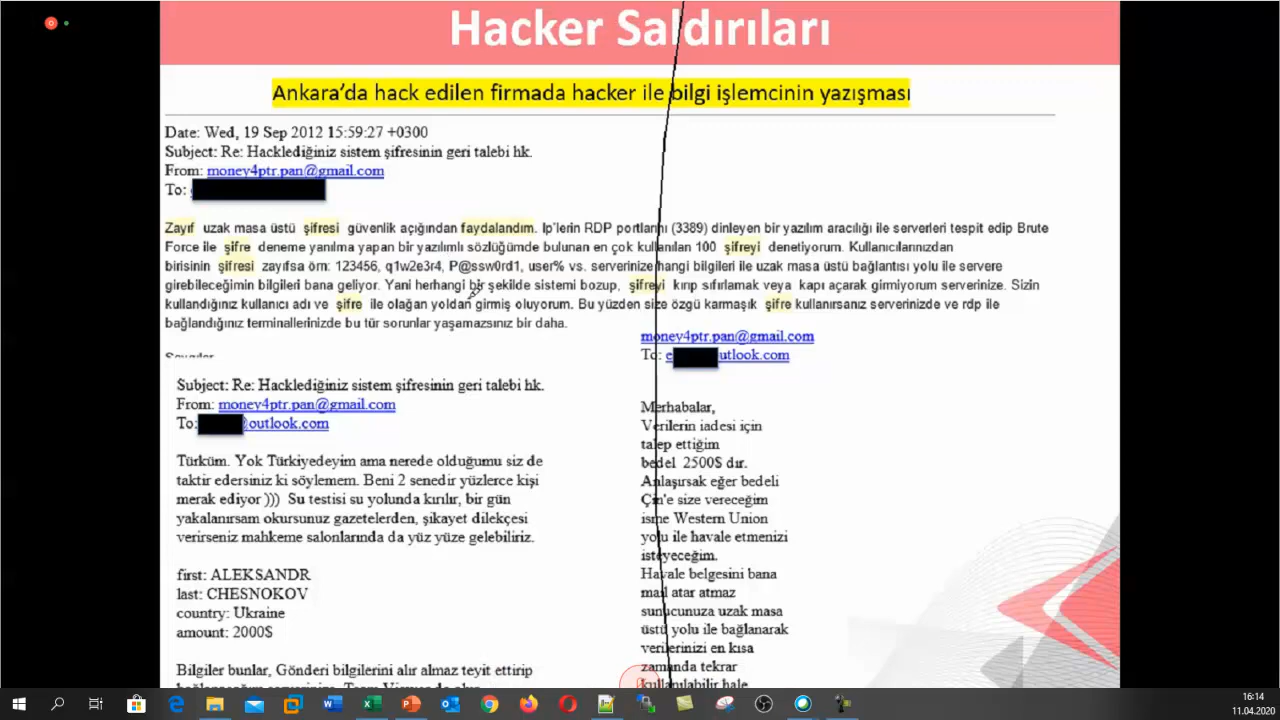 Hacker Saldırıları
Ankara’da hack edilen firmada hacker ile bilgi işlemcinin yazışması
Date: Wed, 19 Sep 2012 15:59:27 +0300
Subject: Re: Hacklediğiniz sistem şifresinin geri talebi hk.
From: money4ptr.pan@gmail.com
To:
Zayıf uzak masa üstü şifresi güvenlik açığından faydalandım. Ip'lerin RDP portlarını (3389) dinleyen bir yazılım aracılığı ile serverleri tespit edip Brute
Force ile şifre deneme yanılma yapan bir yazılımlı sözlüğümde bulunan en çok kullanılan 100 şifreyi denetiyorum. Kullanıcılarınızdan
birisinin şifresi zayıfsa örn: 123456, q1w2e3r4, P@ssw0rd1, user% vs. serverinize hangi bilgileri ile uzak masa üstü bağlantısı yolu ile servere
girebileceğimin bilgileri bana geliyor. Yani herhangi bir şekilde sistemi bozup, şifreyi kırıp sıfırlamak veya kapı açarak girmiyorum serverinize. Sizin
kullandığınız kullanıcı adı ve şifre ile olağan yoldan girmiş oluyorum. Bu yüzden size özgü karmaşık şifre kullanırsanız serverinizde ve rdp ile
bağlandığınız terminallerinizde bu tür sorunlar yaşamazsınız bir daha.
Subject: Re: Hacklediğiniz sistem şifresinin geri talebi hk.
From: money4ptr.pan@gmail.com
To: @outlook.com
Türküm. Yok Türkiyedeyim ama nerede olduğumu siz de
taktir edersiniz ki söylemem. Beni 2 senedir yüzlerce kişi
merak ediyor ))) Su testisi su yolunda kırılır, bir gün
yakalanırsam okursunuz gazetelerden, şikayet dilekçesi
verirseniz mahkeme salonlarında da yüz yüze gelebiliriz.
first: ALEKSANDR
last: CHESNOKOV
country: Ukraine
amount: 2000$
Bilgiler bunlar, Gönderi bilgilerini alır almaz teyit ettirip
money4ptr.pan@gmail.com
To: e utlook.com
Merhabalar,
Verilerin iadesi için
talep ettiğim
bedel 2500$ dır.
Anlaşırsak eğer bedeli
Çin'e size vereceğim
isme Western Union
yolu ile havale etmenizi
isteyeceğim.
Havale belgesini bana
mail atar atmaz
sunucunuza uzak masa
üstü yolu ile bağlanarak
verilerinizi en kısa
zamanda tekrar
kullanılabilir hale
16:14
11.04.2020